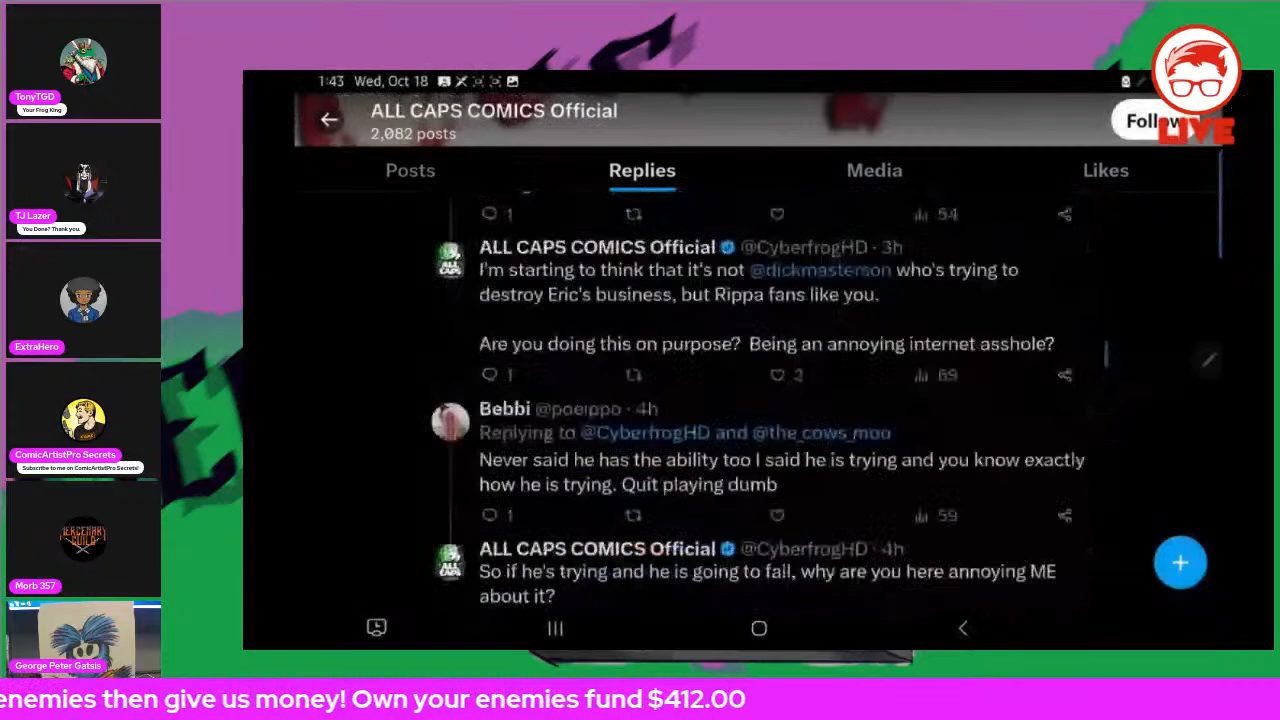 TonyTGD
Your Frog King
TJ Lazer
You Done? Thank you.
ExtraHero
ComicArtistPro Secrets
Subscribe to me on ComicArtistPro Secrets!
MERCENARY
GUILD
Morb 357
George Peter Gatsis
1:43 Wed, Oct 18
ALL CAPS COMICS Official
2,082 posts
Follow
LIVE
Posts
Replies
Media
Likes
1
54
ALL CAPS COMICS Official @CyberfrogHD · 3h
I'm starting to think that it's not @dickmasterson who's trying to
destroy Eric's business, but Rippa fans like you.
Are you doing this on purpose? Being an annoying internet asshole?
1
2
69
Bebbi @poeippo · 4h
Replying to @CyberfrogHD and @the_cows_moo
Never said he has the ability too I said he is trying and you know exactly
how he is trying. Quit playing dumb
1
59
ALL CAPS COMICS Official @CyberfrogHD · 4h
So if he's trying and he is going to fail, why are you here annoying ME
about it?
enemies then give us money! Own your enemies fund $412.00